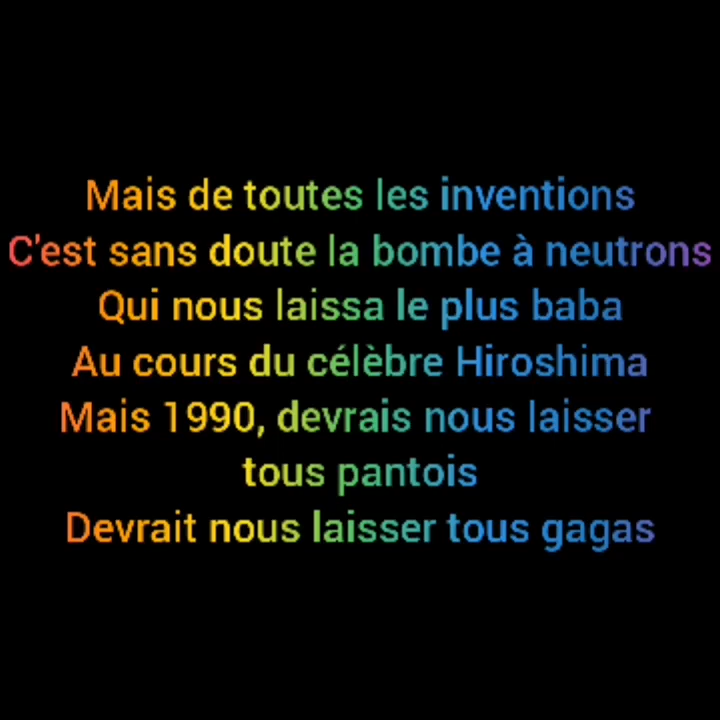 Mais de toutes les inventions
C'est sans doute la bombe à neutrons
Qui nous laissa le plus baba
Au cours du célèbre Hiroshima
Mais 1990, devrais nous laisser
tous pantois
Devrait nous laisser tous gagas